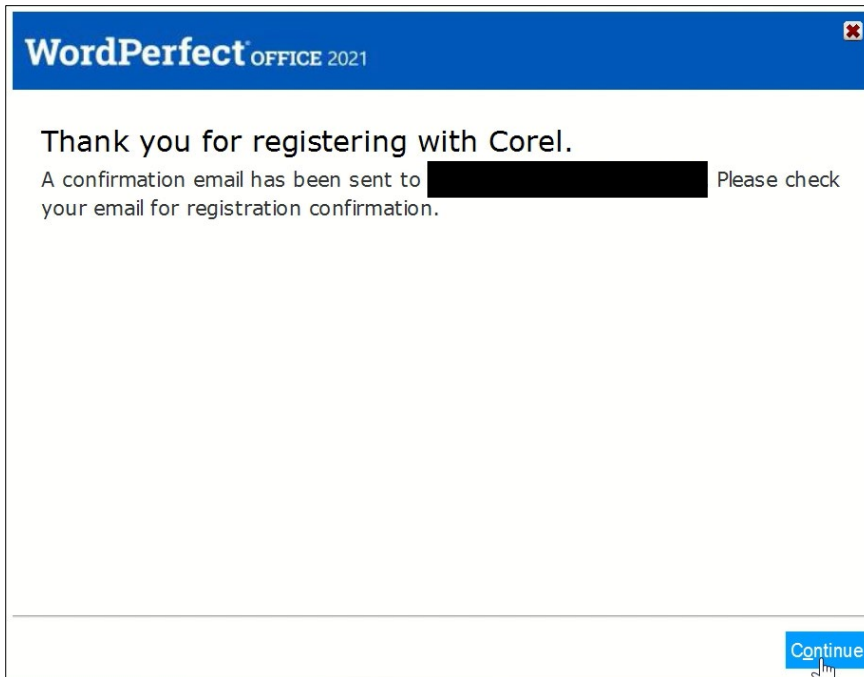 WordPerfect® OFFICE 2021
Thank you for registering with Corel.
A confirmation email has been sent to Please check
your email for registration confirmation.
Continue